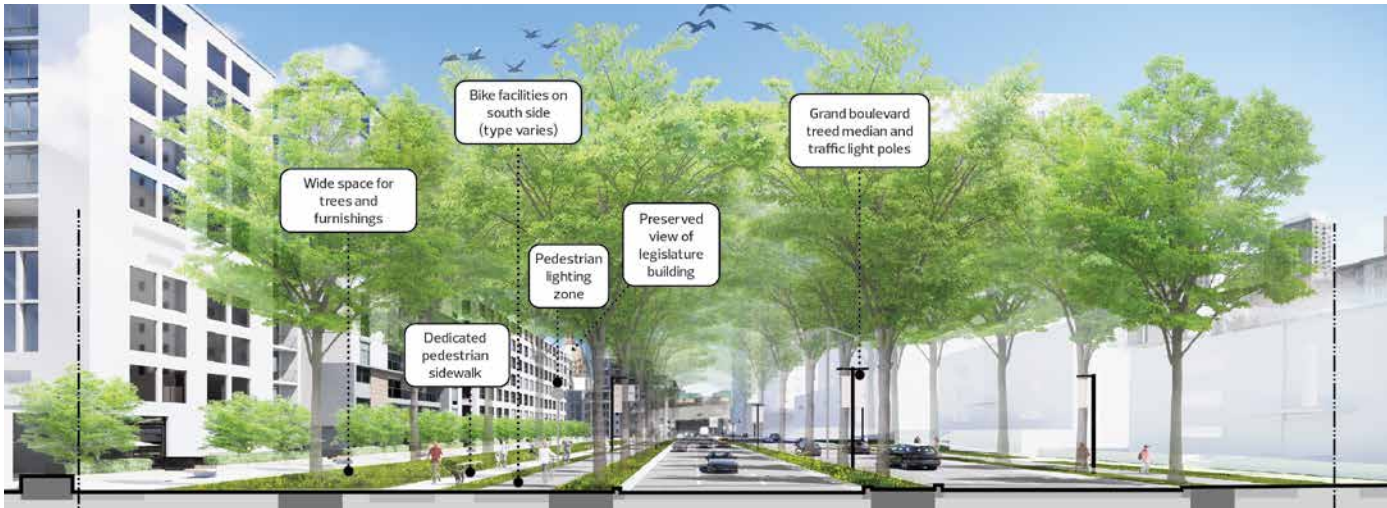 Bike facilities on
south side
(type varies)
Grand boulevard
treed median and
traffic light poles
Wide space for
trees and
furnishings
Preserved
view of
legislature
building
Pedestrian
lighting
zone
Dedicated
pedestrian
sidewalk